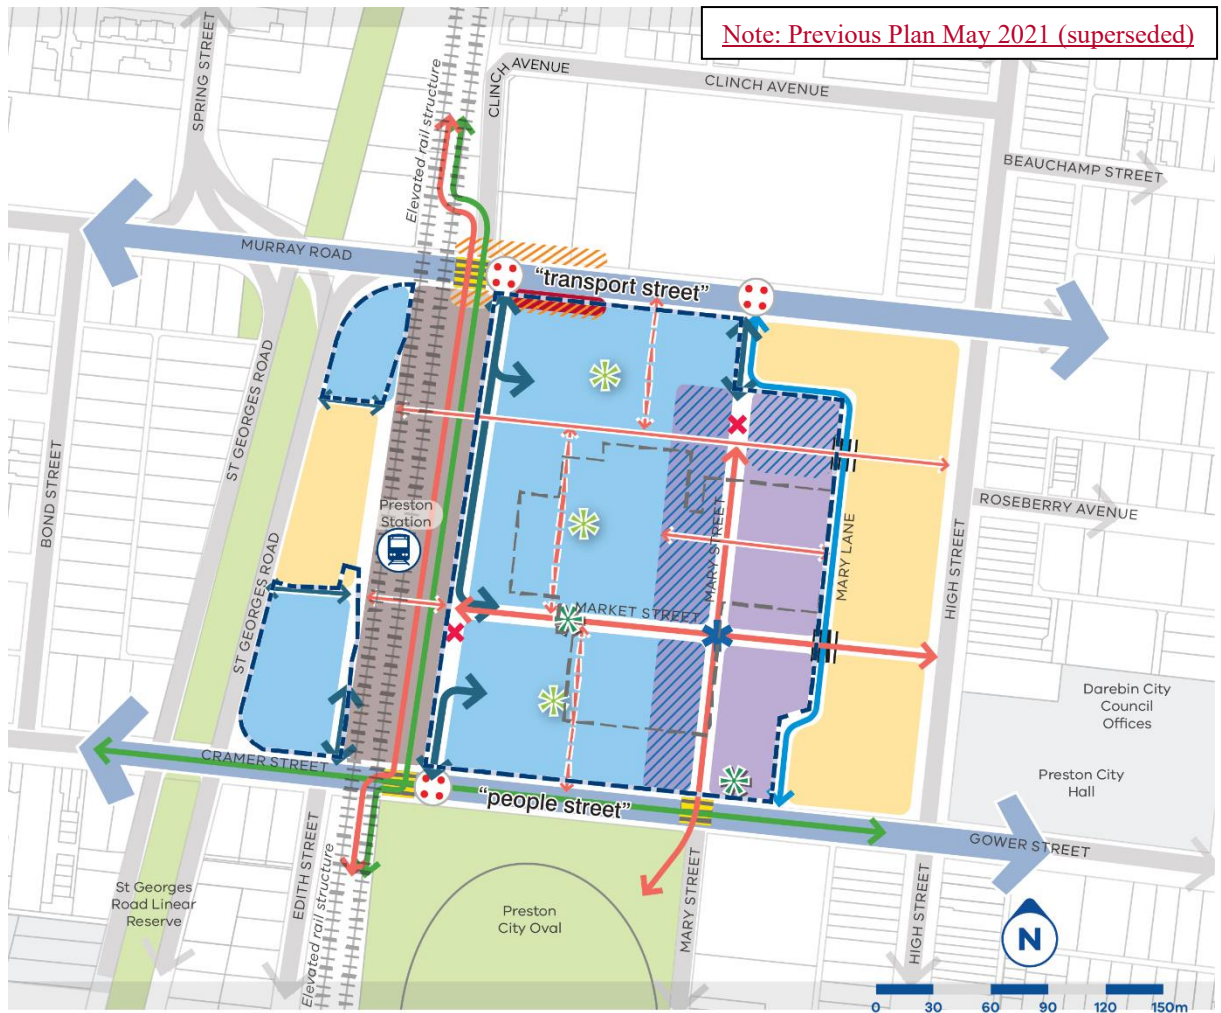 Note: Previous Plan May 2021 (superseded)
SPRING STREET
Elevated rail structure
CLINCH AVENUE
CLINCH AVENUE
BEAUCHAMP STREET
MURRAY ROAD
"transport street"
ST GEORGES ROAD
BOND STREET
Preston
Station
ROSEBERRY AVENUE
MARY STREET
MARY LANE
HIGH STREET
MARKET STREET
ST GEORGES ROAD
Darebin City
Council
Offices
CRAMER STREET
Preston City
Hall
"people street"
GOWER STREET
EDITH STREET
Elevated rail structure
St Georges
Road Linear
Reserve
Preston
City Oval
MARY STREET
HIGH STREET
N
0 30 60 90 120 150m